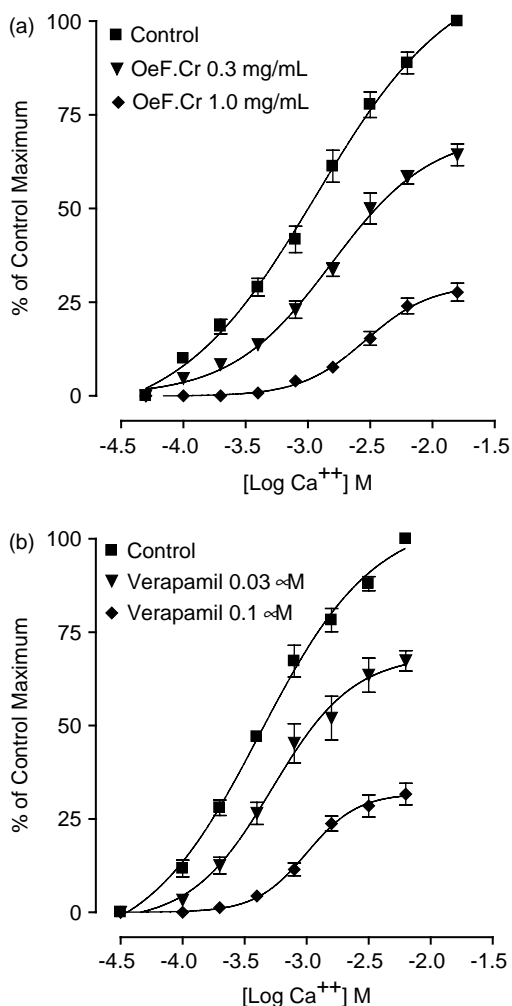 (a)
100
75
50
25
0
% of Control Maximum
Control
OeF.Cr 0.3 mg/mL
OeF.Cr 1.0 mg/mL
-4.5 -4.0 -3.5 -3.0 -2.5 -2.0 -1.5
[Log Ca++] M
(b)
100
75
50
25
0
% of Control Maximum
Control
Verapamil 0.03 ∝M
Verapamil 0.1 ∝M
-4.5 -4.0 -3.5 -3.0 -2.5 -2.0 -1.5
[Log Ca++] M